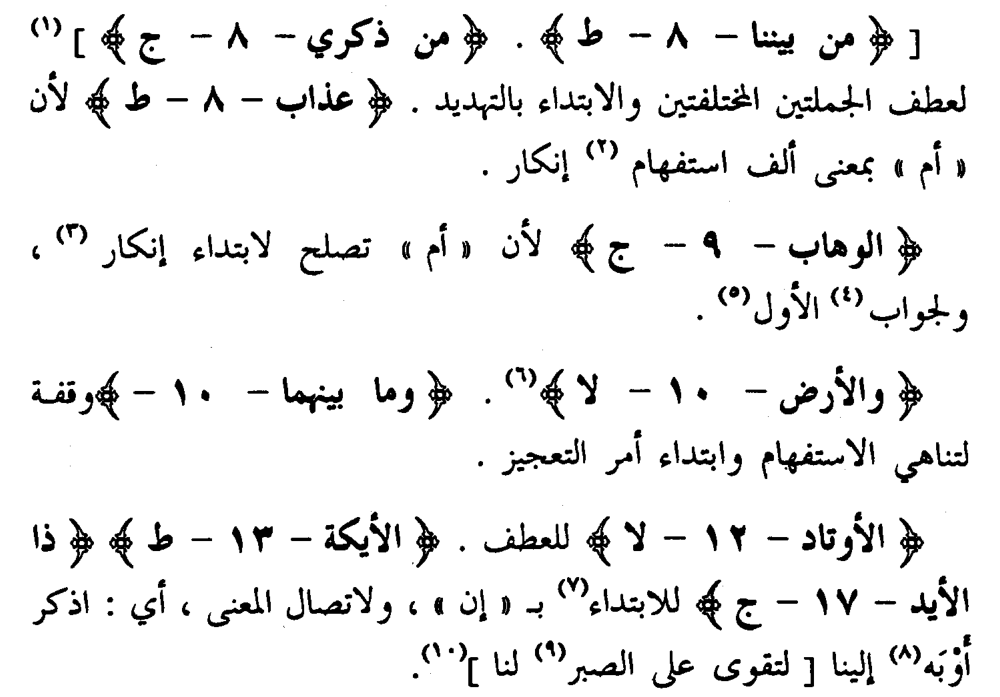 [ ﴿ من بيننا – ٨ – ط ﴾ . ﴿ من ذكري – ٨ – ج ﴾ ] (١)
لعطف الجملتين المختلفتين والابتداء بالتهديد . ﴿ عذاب – ٨ – ط ﴾ لأن
« أم » بمعنى ألف استفهام (٢) إنكار .
﴿ الوهاب – ٩ – ج ﴾ لأن « أم » تصلح لابتداء إنكار (٣) ،
ولجواب (٤) الأول (٥) .
﴿ والأرض – ١٠ – لا ﴾ (٦) . ﴿ وما بينهما – ١٠ – ﴾ وقفة
لتناهي الاستفهام وابتداء أمر التعجيز .
﴿ الأوتاد – ١٢ – لا ﴾ للعطف . ﴿ الأيكة – ١٣ – ط ﴾ ﴿ ذا
الأيد – ١٧ – ج ﴾ للابتداء (٧) بـ « إن » ، ولاتصال المعنى ، أي : اذكر
أَوْبَه (٨) إلينا [ لتقوى على الصبر (٩) لنا ] (١٠) .